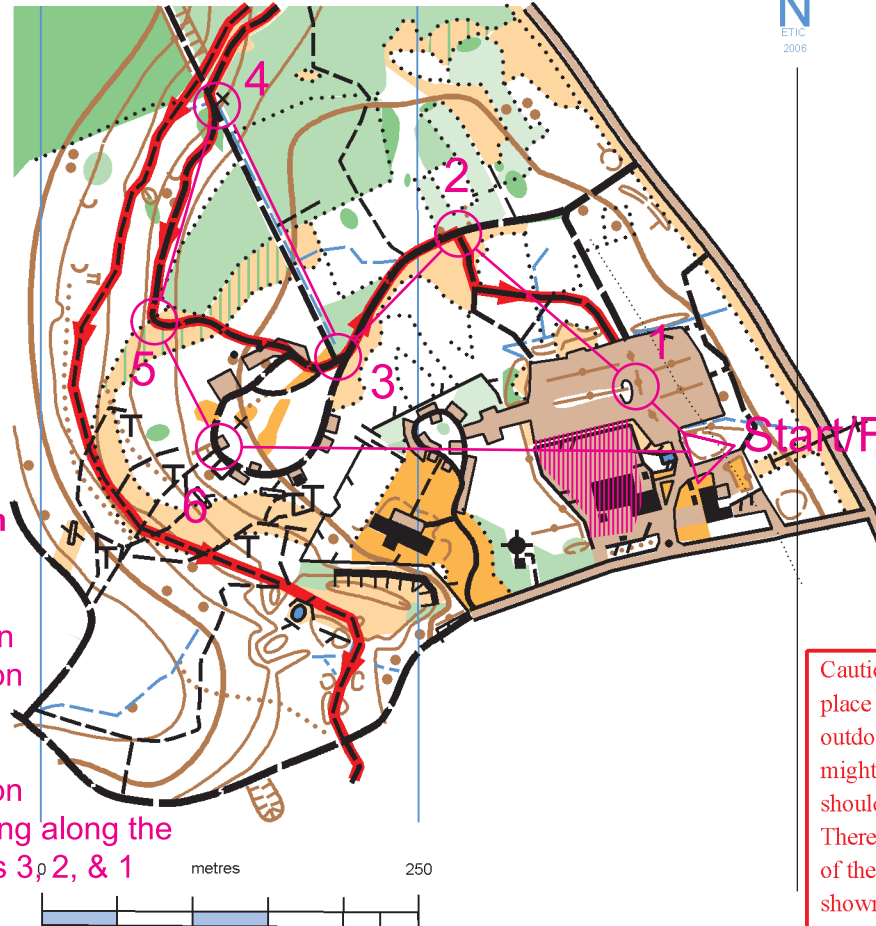 N
ETIC
2006
4
2
1
3
5
Start/F
6
n
n
on
on
ng along the
s 3, 2, & 1
0 metres 250
Cautio
place
outdo
might
should
There
of the
shown